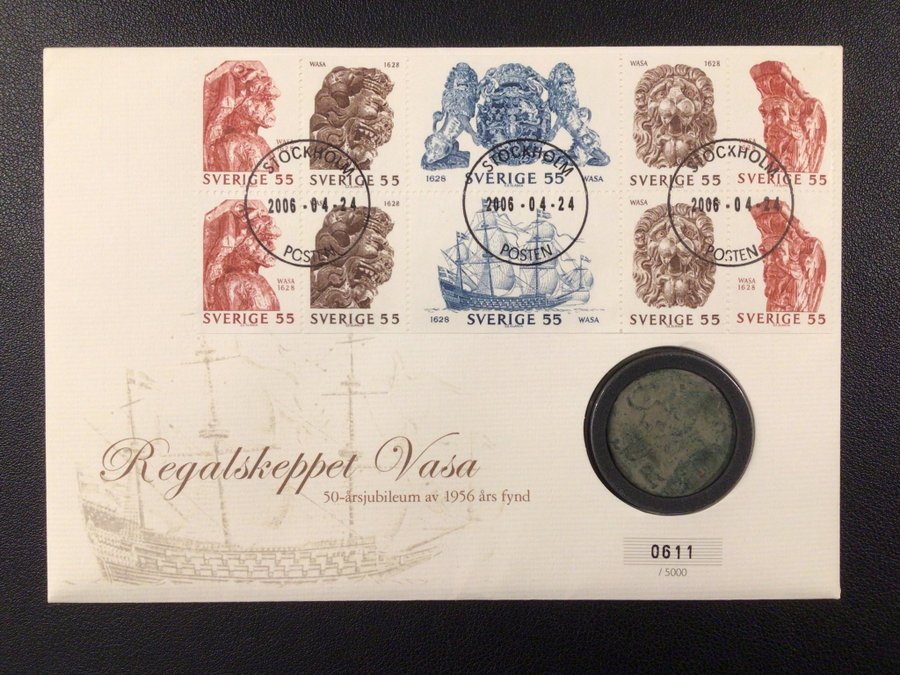 WASA 1628
WASA 1628
WASA
SVERIGE 55
SVERIGE 55
1628 SVERIGE 55 WASA
SVERIGE 55
SVERIGE 55
STOCKHOLM
2006-04-24
POSTEN
STOCKHOLM
2006-04-24
POSTEN
STOCKHOLM
2006-04-24
POSTEN
WASA 1628
WASA
1628
SVERIGE 55
SVERIGE 55
1628 SVERIGE 55 WASA
SVERIGE 55
WASA
1628
SVERIGE 55
Regalskeppet Vasa
50-årsjubileum av 1956 års fynd
0611
/ 5000